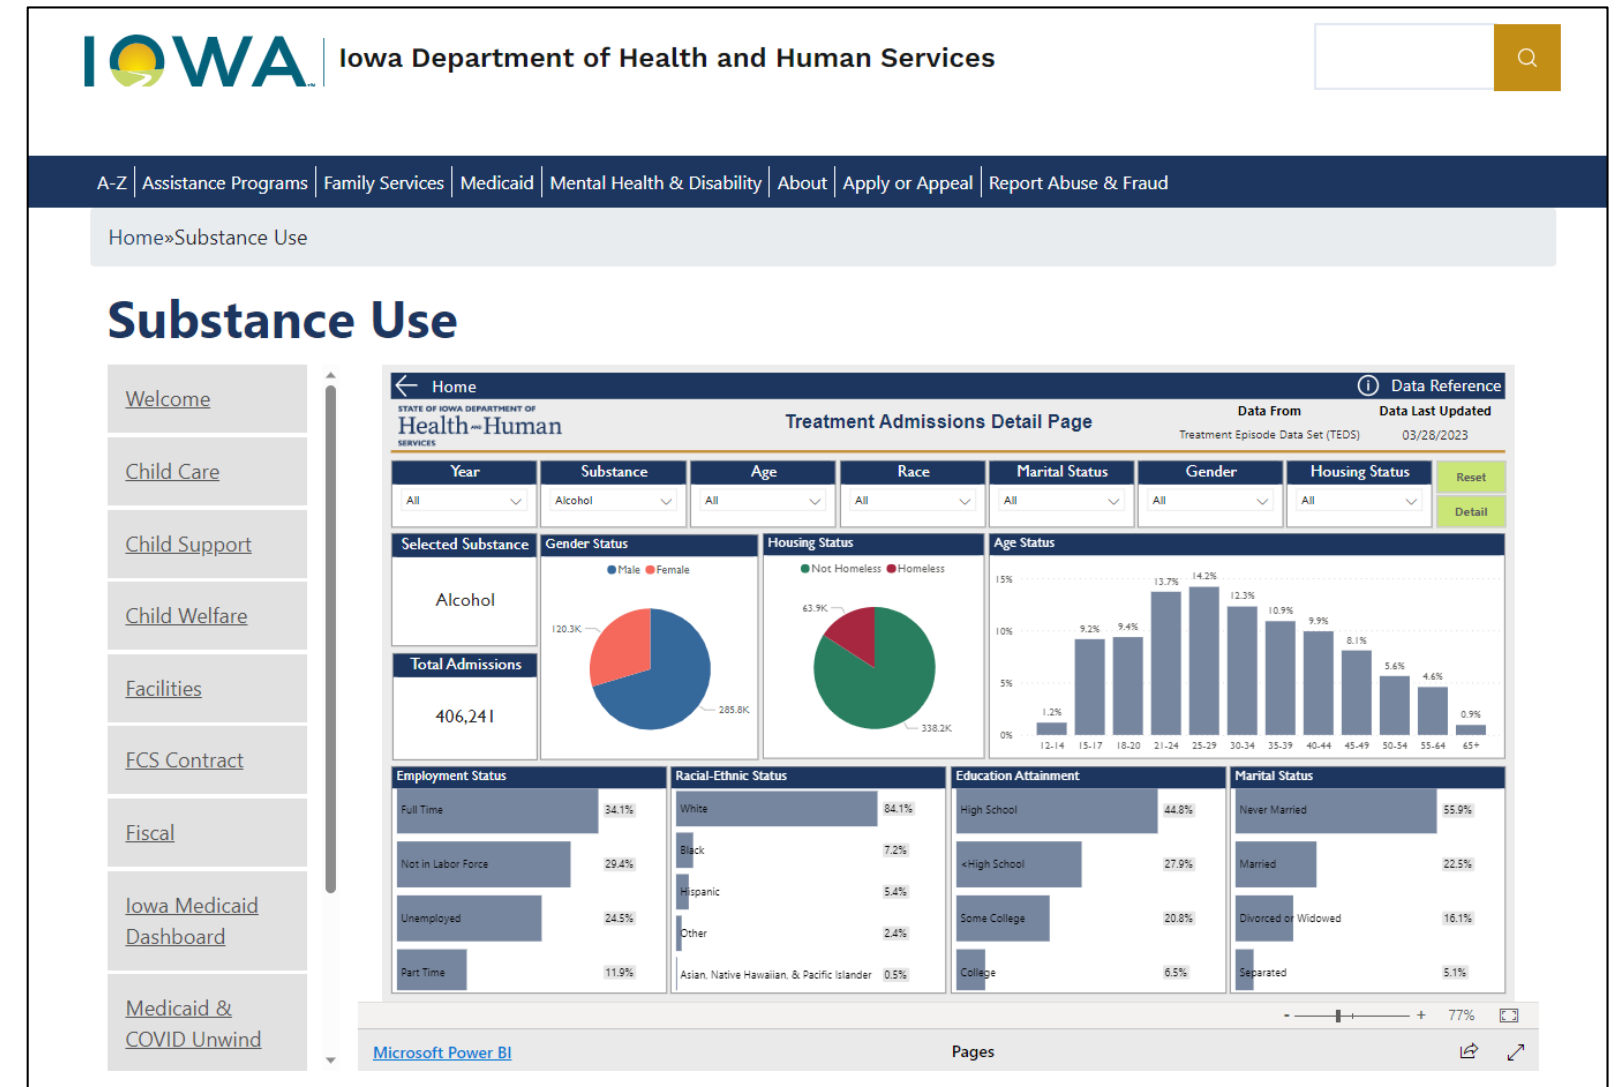 IOWA
Iowa Department of Health and Human Services
A-Z Assistance Programs Family Services Medicaid Mental Health & Disability About Apply or Appeal Report Abuse & Fraud
Home»Substance Use
Substance Use
Welcome
Child Care
Child Support
Child Welfare
Facilities
FCS Contract
Fiscal
Iowa Medicaid
Dashboard
Medicaid &
COVID Unwind
Home
Data Reference
STATE OF IOWA DEPARTMENT OF
Health and Human
SERVICES
Treatment Admissions Detail Page
Data From
Treatment Episode Data Set (TEDS)
Data Last Updated
03/28/2023
Year
All
Substance
Alcohol
Age
All
Race
All
Marital Status
All
Gender
All
Housing Status
All
Reset
Detail
Selected Substance
Alcohol
Total Admissions
406,241
Gender Status
Male Female
120.3K
285.8K
Housing Status
Not Homeless Homeless
63.9K
338.2K
Age Status
15%
10%
5%
0%
1.2% 9.2% 9.4% 13.7% 14.2% 12.3% 10.9% 9.9% 8.1% 5.6% 4.6% 0.9%
12-14 15-17 18-20 21-24 25-29 30-34 35-39 40-44 45-49 50-54 55-64 65+
Employment Status
Full Time 34.1%
Not in Labor Force 29.4%
Unemployed 24.5%
Part Time 11.9%
Racial-Ethnic Status
White 84.1%
Black 7.2%
Hispanic 5.4%
Other 2.4%
Asian, Native Hawaiian, & Pacific Islander 0.5%
Education Attainment
High School 44.8%
<High School 27.9%
Some College 20.8%
College 6.5%
Marital Status
Never Married 55.9%
Married 22.5%
Divorced or Widowed 16.1%
Separated 5.1%
- + 77%
Microsoft Power BI
Pages